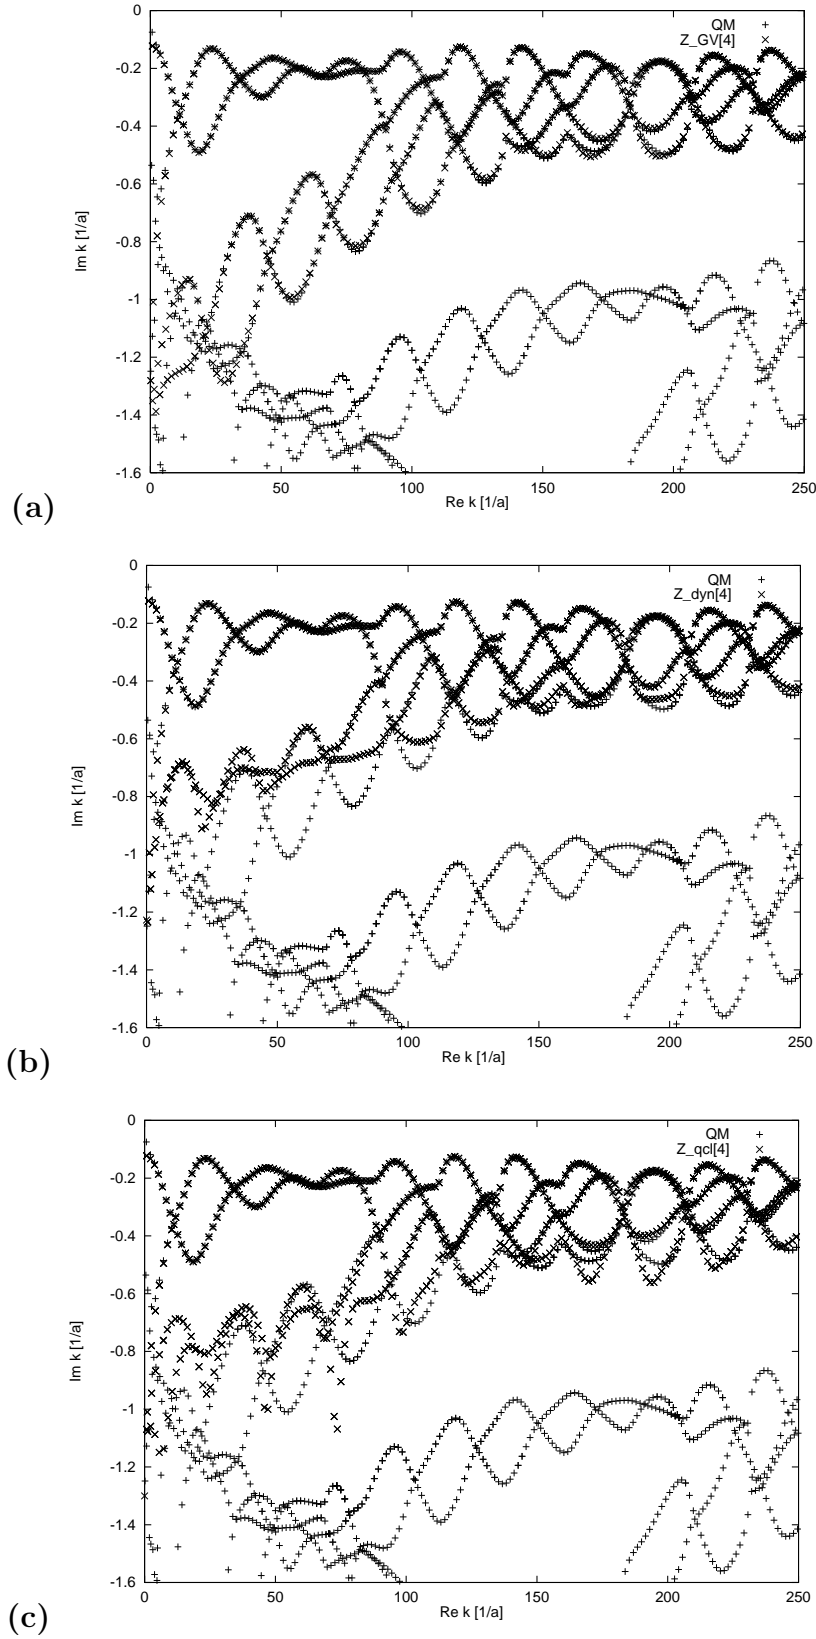 0
-0.2
-0.4
-0.6
-0.8
-1
-1.2
-1.4
-1.6
Im k [1/a]
QM +
Z_GV[4] ×
0 50 100 150 200 250
Re k [1/a]
(a)
0
-0.2
-0.4
-0.6
-0.8
-1
-1.2
-1.4
-1.6
Im k [1/a]
QM +
Z_dyn[4] ×
0 50 100 150 200 250
Re k [1/a]
(b)
0
-0.2
-0.4
-0.6
-0.8
-1
-1.2
-1.4
-1.6
Im k [1/a]
QM +
Z_qcl[4] ×
0 50 100 150 200 250
Re k [1/a]
(c)